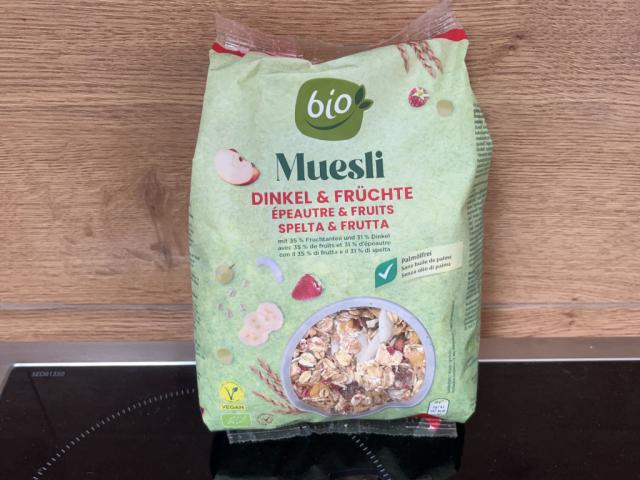 bio
Muesli
DINKEL & FRÜCHTE
ÉPEAUTRE & FRUITS
SPELTA & FRUTTA
mit 35 % Fruchtanteil und 31 % Dinkel
avec 35 % de fruits et 31 % d'épeautre
con il 35 % di frutta e il 31 % di spelta
Palmölfrei
Sans huile de palme
Senza olio di palma
VEGAN